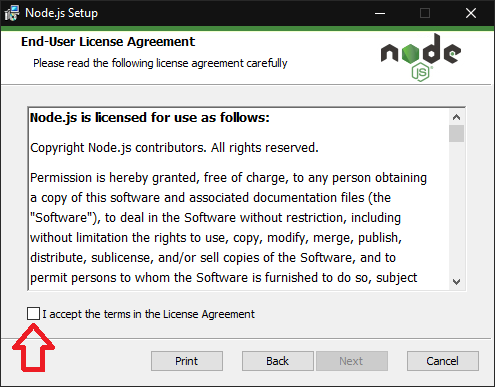 Node.js Setup
End-User License Agreement
Please read the following license agreement carefully
node
JS
Node.js is licensed for use as follows:
Copyright Node.js contributors. All rights reserved.
Permission is hereby granted, free of charge, to any person obtaining
a copy of this software and associated documentation files (the
"Software"), to deal in the Software without restriction, including
without limitation the rights to use, copy, modify, merge, publish,
distribute, sublicense, and/or sell copies of the Software, and to
permit persons to whom the Software is furnished to do so, subject
I accept the terms in the License Agreement
Print Back Next Cancel